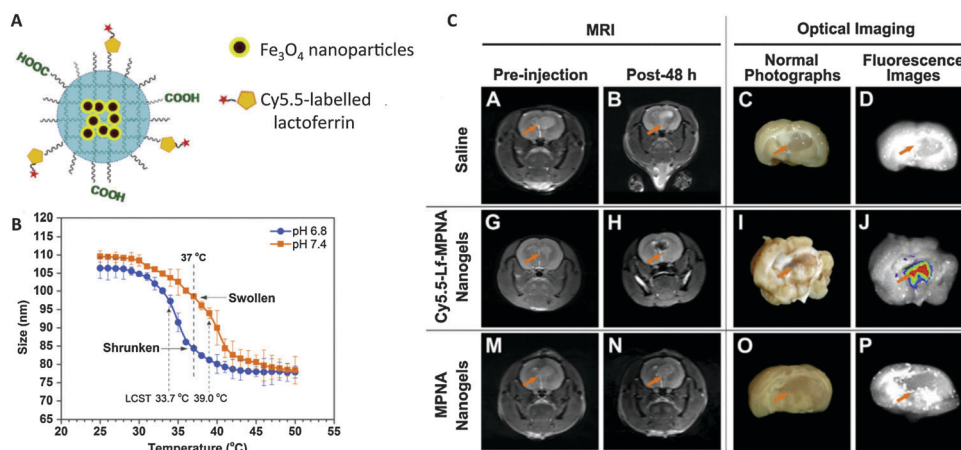 A
HOOC
COOH
COOH
Fe₃O₄ nanoparticles
Cy5.5-labelled
lactoferrin
B
120
115
110
105
100
95
90
85
80
75
70
Size (nm)
pH 6.8
pH 7.4
37 °C
Swollen
Shrunken
LCST 33.7 °C 39.0 °C
20 25 30 35 40 45 50 55
Temperature (°C)
C
MRI
Optical Imaging
Pre-injection
Post-48 h
Normal
Photographs
Fluorescence
Images
Saline
A
B
C
D
Cy5.5-Lf-MPNA
Nanogels
G
H
I
J
MPNA
Nanogels
M
N
O
P